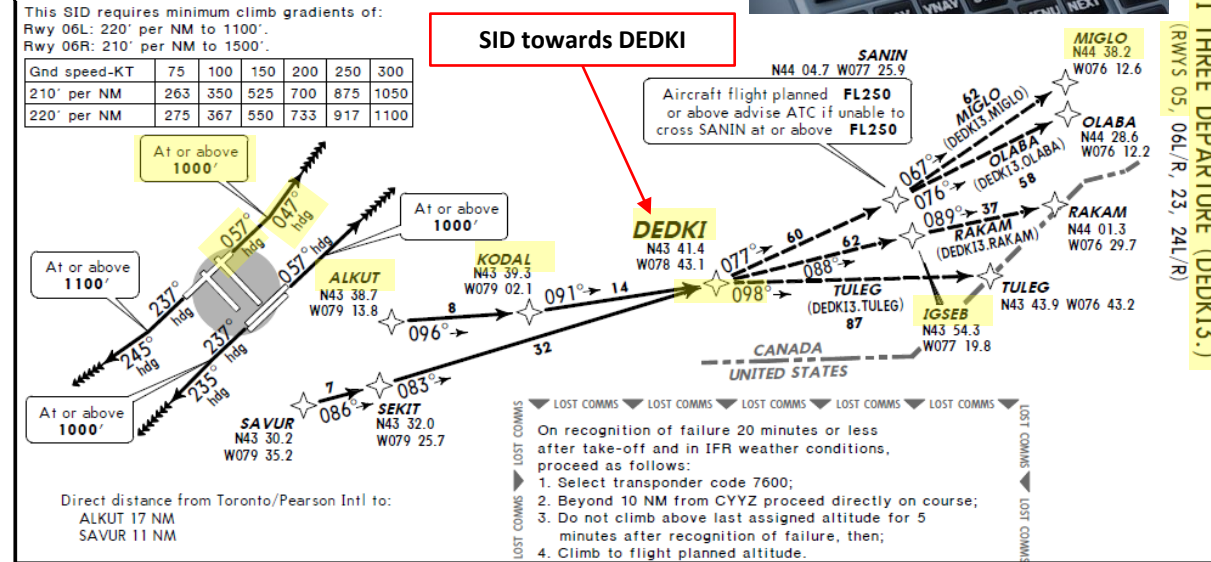 This SID requires minimum climb gradients of:
Rwy 06L: 220' per NM to 1100'.
Rwy 06R: 210' per NM to 1500'.
Gnd speed-KT 75 100 150 200 250 300
210' per NM 263 350 525 700 875 1050
220' per NM 275 367 550 733 917 1100
SID towards DEDKI
VNAV
NEXT
T THREE DEPARTURE (DEDKI3.)
(RWYS 05, 06L/R, 23, 24L/R)
SANIN
N44 04.7 W077 25.9
Aircraft flight planned FL250
or above advise ATC if unable to
cross SANIN at or above FL250
MIGLO
N44 38.2
W076 12.6
62
MIGLO
(DEDKI3.MIGLO)
067°
OLABA
N44 28.6
W076 12.2
076°
OLABA
(DEDKI3.OLABA)
58
089°
37
RAKAM
(DEDKI3.RAKAM)
RAKAM
N44 01.3
W076 29.7
At or above
1000'
057° hdg
047° hdg
At or above
1000'
057° hdg
At or above
1100'
237° hdg
245° hdg
237° hdg
235° hdg
At or above
1000'
ALKUT
N43 38.7
W079 13.8
096°
8
KODAL
N43 39.3
W079 02.1
091°
14
DEDKI
N43 41.4
W078 43.1
077°
60
62
088°
098°
TULEG
(DEDKI3.TULEG)
87
IGSEB
N43 54.3
W077 19.8
TULEG
N43 43.9 W076 43.2
32
SAVUR
N43 30.2
W079 35.2
7
086°
SEKIT
N43 32.0
W079 25.7
083°
CANADA
UNITED STATES
Direct distance from Toronto/Pearson Intl to:
ALKUT 17 NM
SAVUR 11 NM
LOST COMMS LOST COMMS LOST COMMS LOST COMMS
LOST COMMS LOST COMMS
LOST COMMS LOST COMMS
On recognition of failure 20 minutes or less
after take-off and in IFR weather conditions,
proceed as follows:
1. Select transponder code 7600;
2. Beyond 10 NM from CYYZ proceed directly on course;
3. Do not climb above last assigned altitude for 5
minutes after recognition of failure, then;
4. Climb to flight planned altitude.